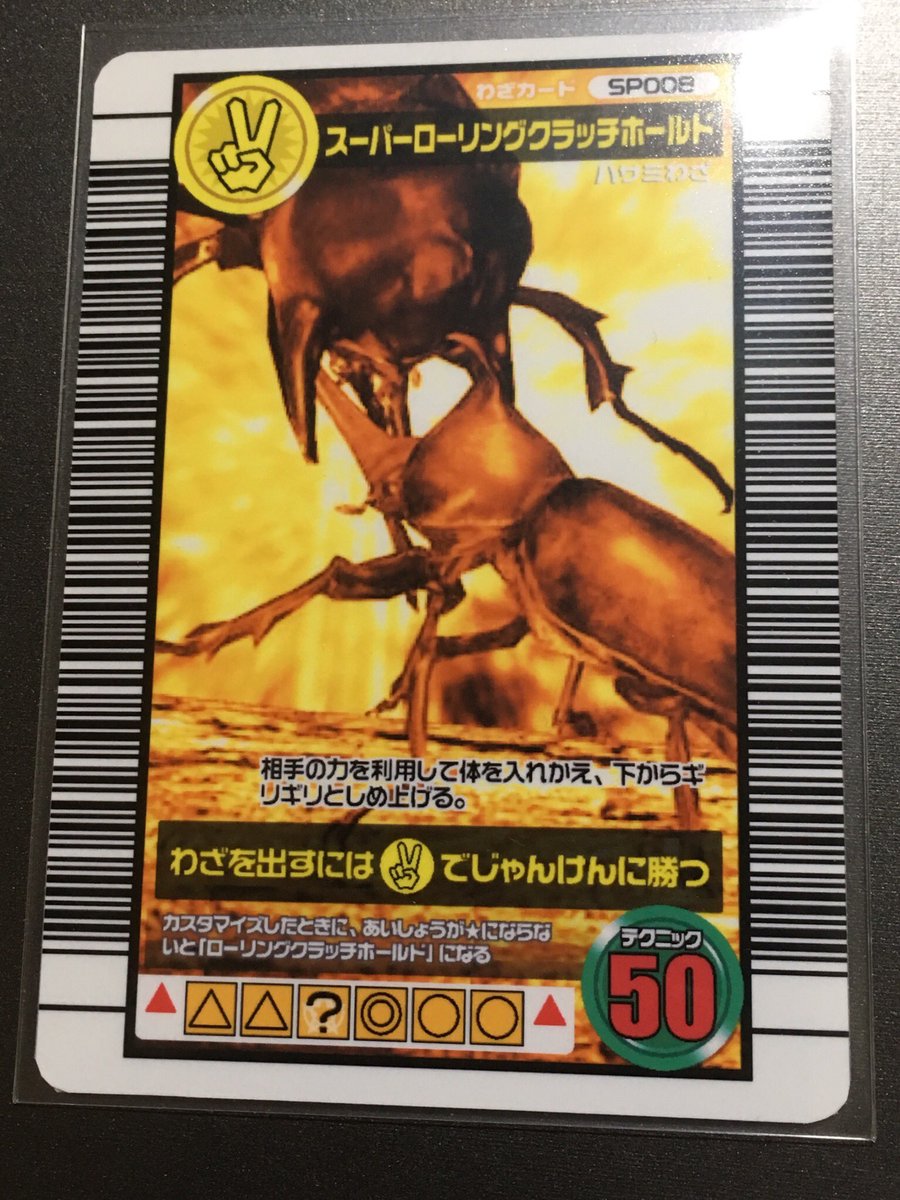 わざカード SP008
スーパーローリングクラッチホールド
ハサミわざ
相手の力を利用して体を入れかえ、下からギ
リギリとしめ上げる。
わざを出すには でじゃんけんに勝つ
カスタマイズしたときに、あいしょうが★にならな
いと「ローリングクラッチホールド」になる
テクニック
50
?